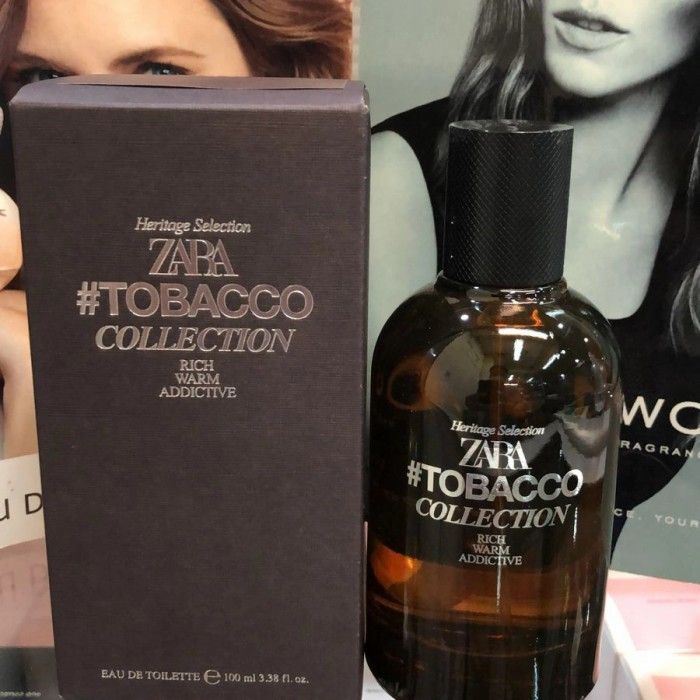 Heritage Selection
ZARA
#TOBACCO
COLLECTION
RICH
WARM
ADDICTIVE
EAU DE TOILETTE ℮ 100 ml 3.38 fl. oz.
Heritage Selection
ZARA
#TOBACCO
COLLECTION
RICH
WARM
ADDICTIVE
WO
FRAGRAN
CE. YOUR
U D